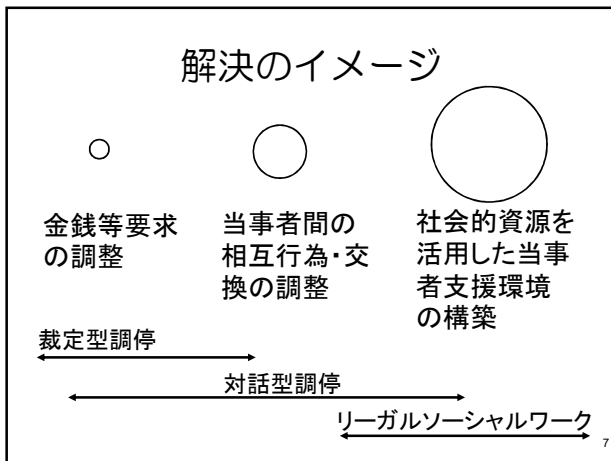 解決のイメージ
金銭等要求
の調整
当事者間の
相互行為・交
換の調整
社会的資源を
活用した当事
者支援環境
の構築
裁定型調停
対話型調停
リーガルソーシャルワーク
7